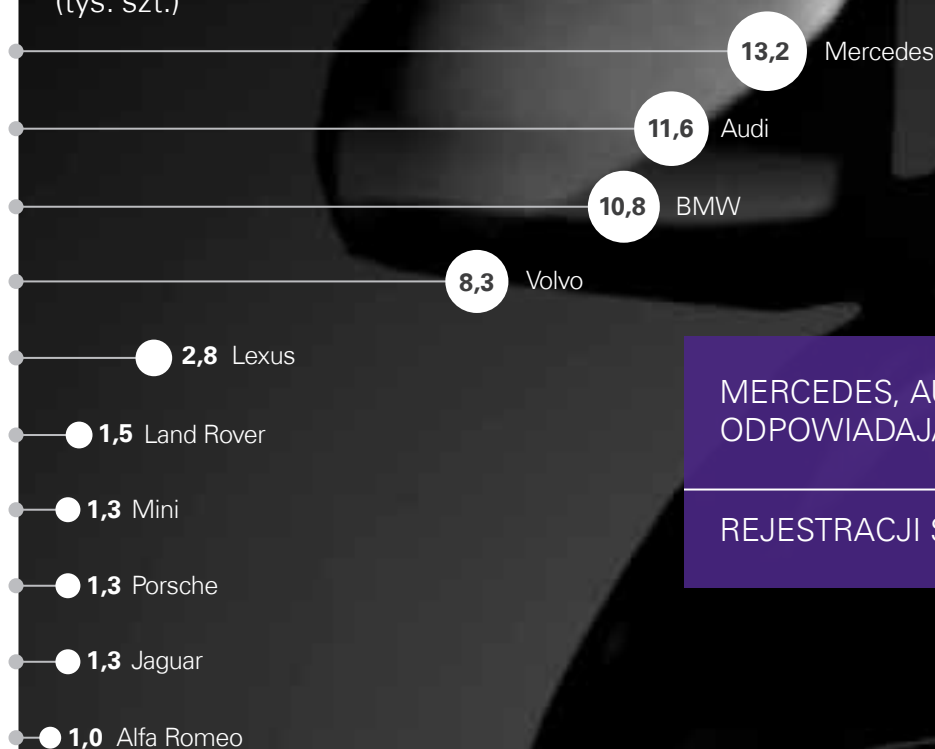 (tys. szt.)
13,2 Mercedes
11,6 Audi
10,8 BMW
8,3 Volvo
2,8 Lexus
1,5 Land Rover
1,3 Mini
1,3 Porsche
1,3 Jaguar
1,0 Alfa Romeo
MERCEDES,
REJESTRACJI